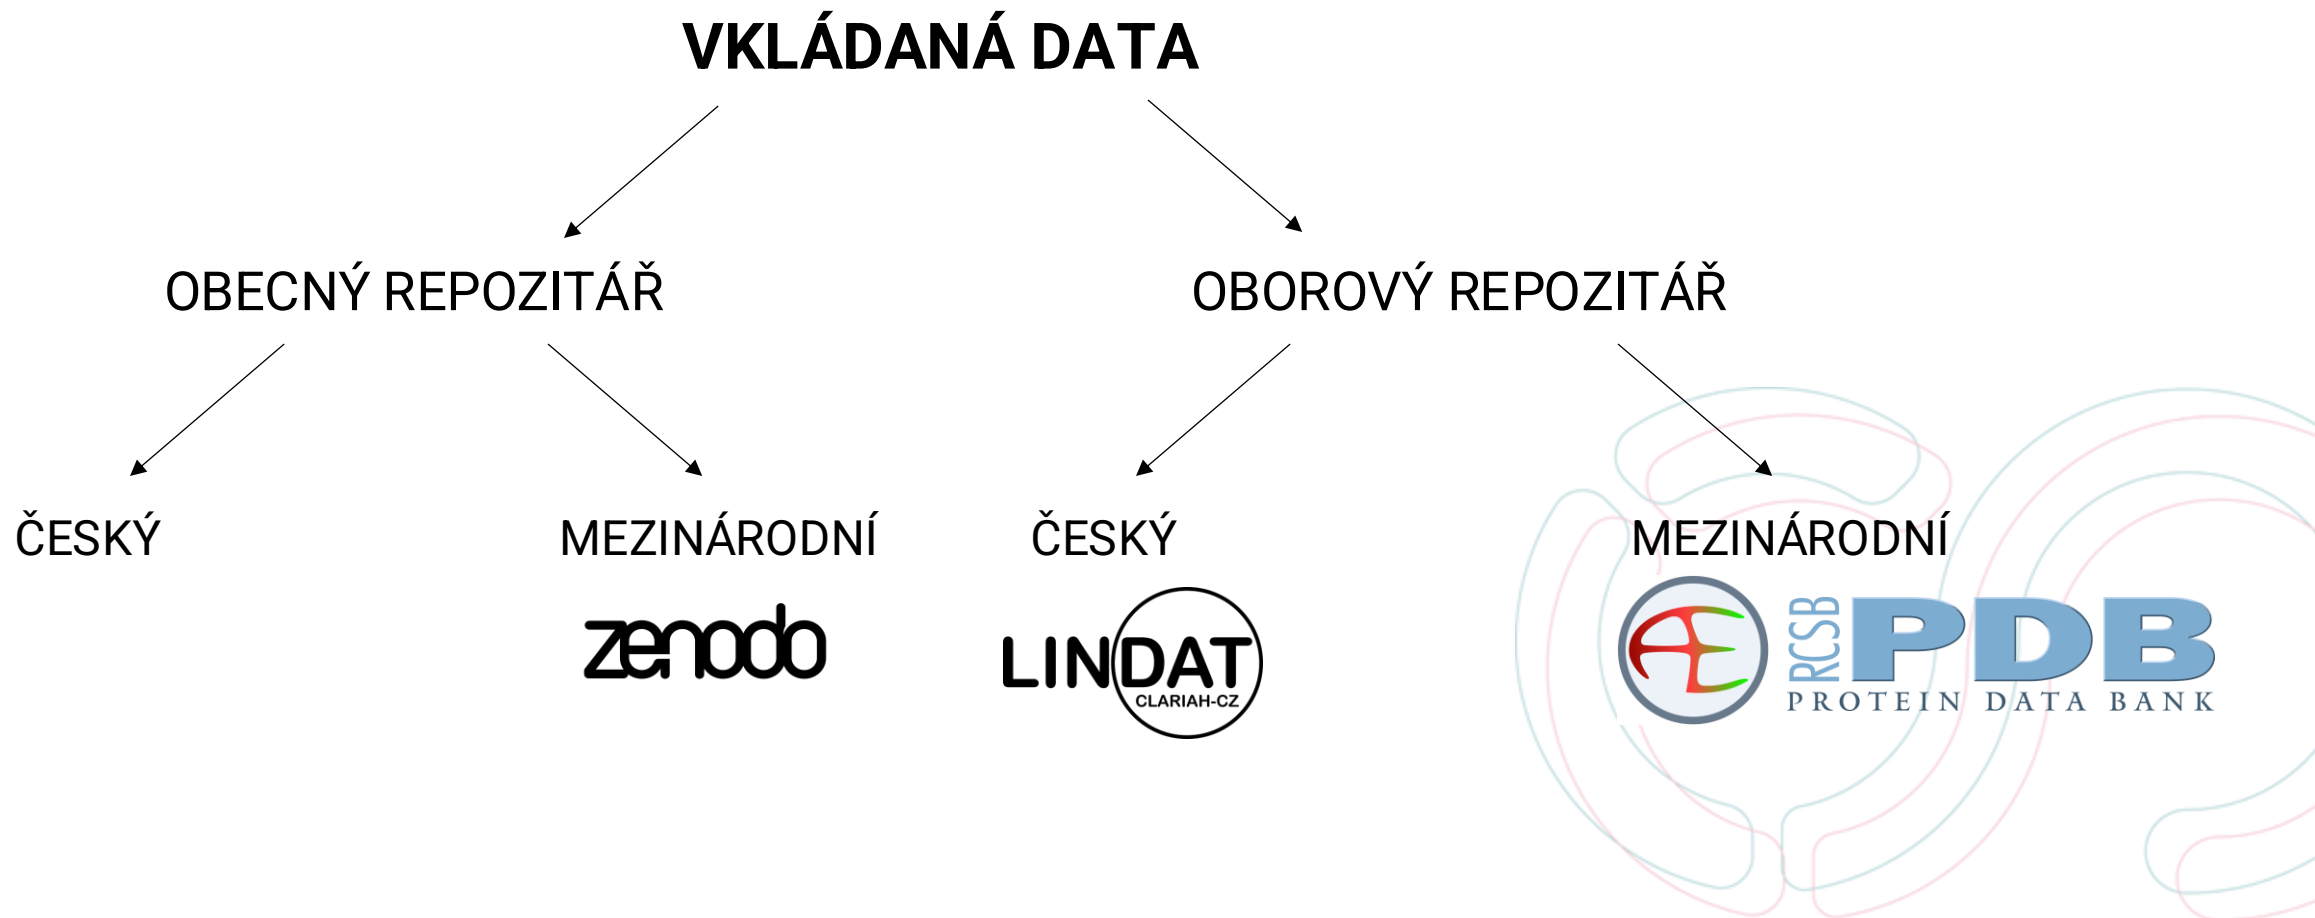 VKLÁDANÁ DATA
OBECNÝ REPOZITÁŘ
OBOROVÝ REPOZITÁŘ
ČESKÝ
MEZINÁRODNÍ
ČESKÝ
MEZINÁRODNÍ
zenodo
LINDAT
CLARIAH-CZ
Æ
RCSB
PDB
PROTEIN DATA BANK